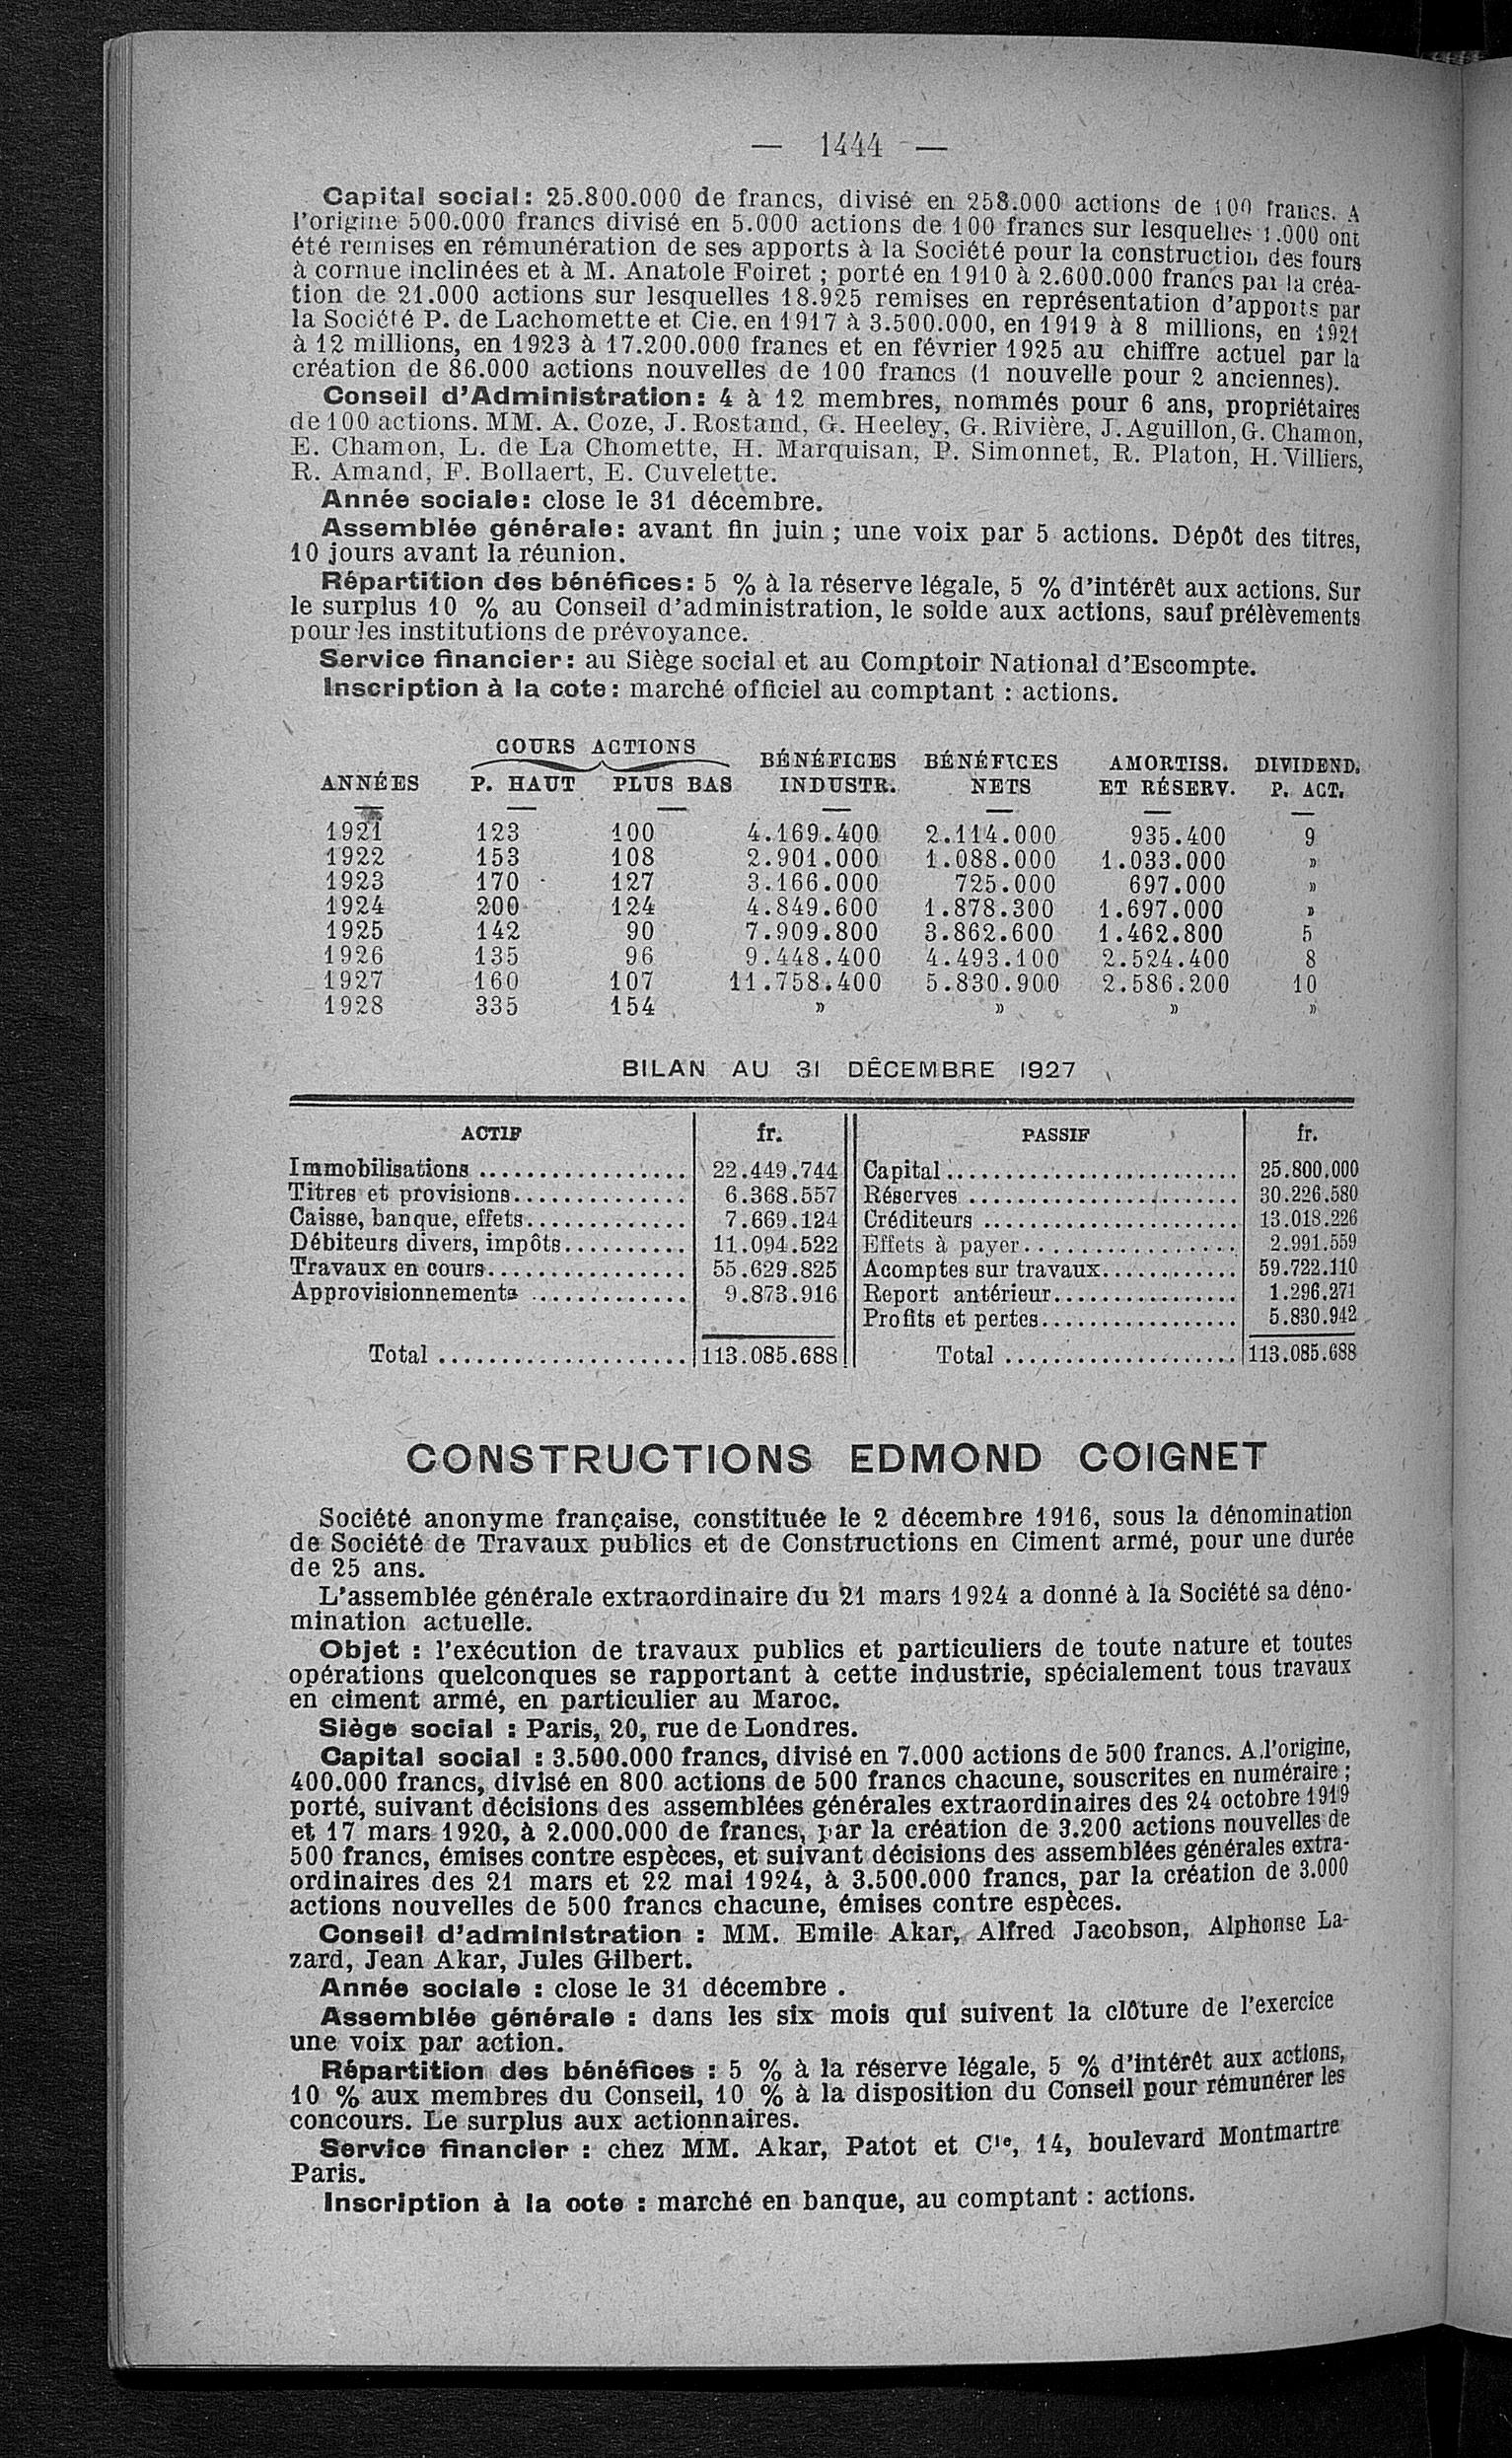 — 1444 —
Capital social: 25.800.000 de francs, divisé en 258.000 actions de 100 francs. A
l'origine 500.000 francs divisé en 5.000 actions de 100 francs sur lesquelles 1.000 ont
été remises en rémunération de ses apports à la Société pour la construction des fours
à cornue inclinées et à M. Anatole Foiret ; porté en 1910 à 2.600.000 francs par la créa-
tion de 21.000 actions sur lesquelles 18.925 remises en représentation d'apports par
la Société P. de Lachomette et Cie. en 1917 à 3.500.000, en 1919 à 8 millions, en 1921
à 12 millions, en 1923 à 17.200.000 francs et en février 1925 au chiffre actuel par la
création de 86.000 actions nouvelles de 100 francs (1 nouvelle pour 2 anciennes).
Conseil d'Administration: 4 à 12 membres, nommés pour 6 ans, propriétaires
de 100 actions. MM. A. Coze, J. Rostand, G. Heeley, G. Rivière, J. Aguillon, G. Chamon,
E. Chamon, L. de La Chomette, H. Marquisan, P. Simonnet, R. Platon, H. Villiers,
R. Amand, F. Bollaert, E. Cuvelette.
Année sociale: close le 31 décembre.
Assemblée générale: avant fin juin ; une voix par 5 actions. Dépôt des titres,
10 jours avant la réunion.
Répartition des bénéfices: 5 % à la réserve légale, 5 % d'intérêt aux actions. Sur
le surplus 10 % au Conseil d'administration, le solde aux actions, sauf prélèvements
pour les institutions de prévoyance.
Service financier: au Siège social et au Comptoir National d'Escompte.
Inscription à la cote: marché officiel au comptant : actions.
COURS ACTIONS BÉNÉFICES BÉNÉFICES AMORTISS. DIVIDEND.
ANNÉES P. HAUT PLUS BAS INDUSTR. NETS ET RÉSERV. P. ACT.
1921 123 100 4.169.400 2.114.000 935.400 9
1922 153 108 2.901.000 1.088.000 1.033.000 »
1923 170 127 3.166.000 725.000 697.000 »
1924 200 124 4.849.600 1.878.300 1.697.000 »
1925 142 90 7.909.800 3.862.600 1.462.800 5
1926 135 96 9.448.400 4.493.100 2.524.400 8
1927 160 107 11.758.400 5.830.900 2.586.200 10
1928 335 154 » » » »
BILAN AU 31 DÉCEMBRE 1927
ACTIF fr. PASSIF fr.
Immobilisations .................. 22.449.744 Capital.......................... 25.800.000
Titres et provisions............... 6.368.557 Réserves ........................ 30.226.580
Caisse, banque, effets............. 7.669.124 Créditeurs ...................... 13.018.226
Débiteurs divers, impôts.......... 11.094.522 Effets à payer................... 2.991.559
Travaux en cours................. 55.629.825 Acomptes sur travaux............ 59.722.110
Approvisionnements ............. 9.873.916 Report antérieur................ 1.296.271
Profits et pertes................. 5.830.942
Total ..................... 113.085.688 Total .................... 113.085.688
CONSTRUCTIONS EDMOND COIGNET
Société anonyme française, constituée le 2 décembre 1916, sous la dénomination
de Société de Travaux publics et de Constructions en Ciment armé, pour une durée
de 25 ans.
L'assemblée générale extraordinaire du 21 mars 1924 a donné à la Société sa déno-
mination actuelle.
Objet : l'exécution de travaux publics et particuliers de toute nature et toutes
opérations quelconques se rapportant à cette industrie, spécialement tous travaux
en ciment armé, en particulier au Maroc.
Siège social : Paris, 20, rue de Londres.
Capital social : 3.500.000 francs, divisé en 7.000 actions de 500 francs. A l'origine,
400.000 francs, divisé en 800 actions de 500 francs chacune, souscrites en numéraire ;
porté, suivant décisions des assemblées générales extraordinaires des 24 octobre 1919
et 17 mars 1920, à 2.000.000 de francs, par la création de 3.200 actions nouvelles de
500 francs, émises contre espèces, et suivant décisions des assemblées générales extra-
ordinaires des 21 mars et 22 mai 1924, à 3.500.000 francs, par la création de 3.000
actions nouvelles de 500 francs chacune, émises contre espèces.
Conseil d'administration : MM. Emile Akar, Alfred Jacobson, Alphonse La-
zard, Jean Akar, Jules Gilbert.
Année sociale : close le 31 décembre .
Assemblée générale : dans les six mois qui suivent la clôture de l'exercice
une voix par action.
Répartition des bénéfices : 5 % à la réserve légale, 5 % d'intérêt aux actions,
10 % aux membres du Conseil, 10 % à la disposition du Conseil pour rémunérer les
concours. Le surplus aux actionnaires.
Service financier : chez MM. Akar, Patot et Cie, 14, boulevard Montmartre
Paris.
Inscription à la cote : marché en banque, au comptant : actions.